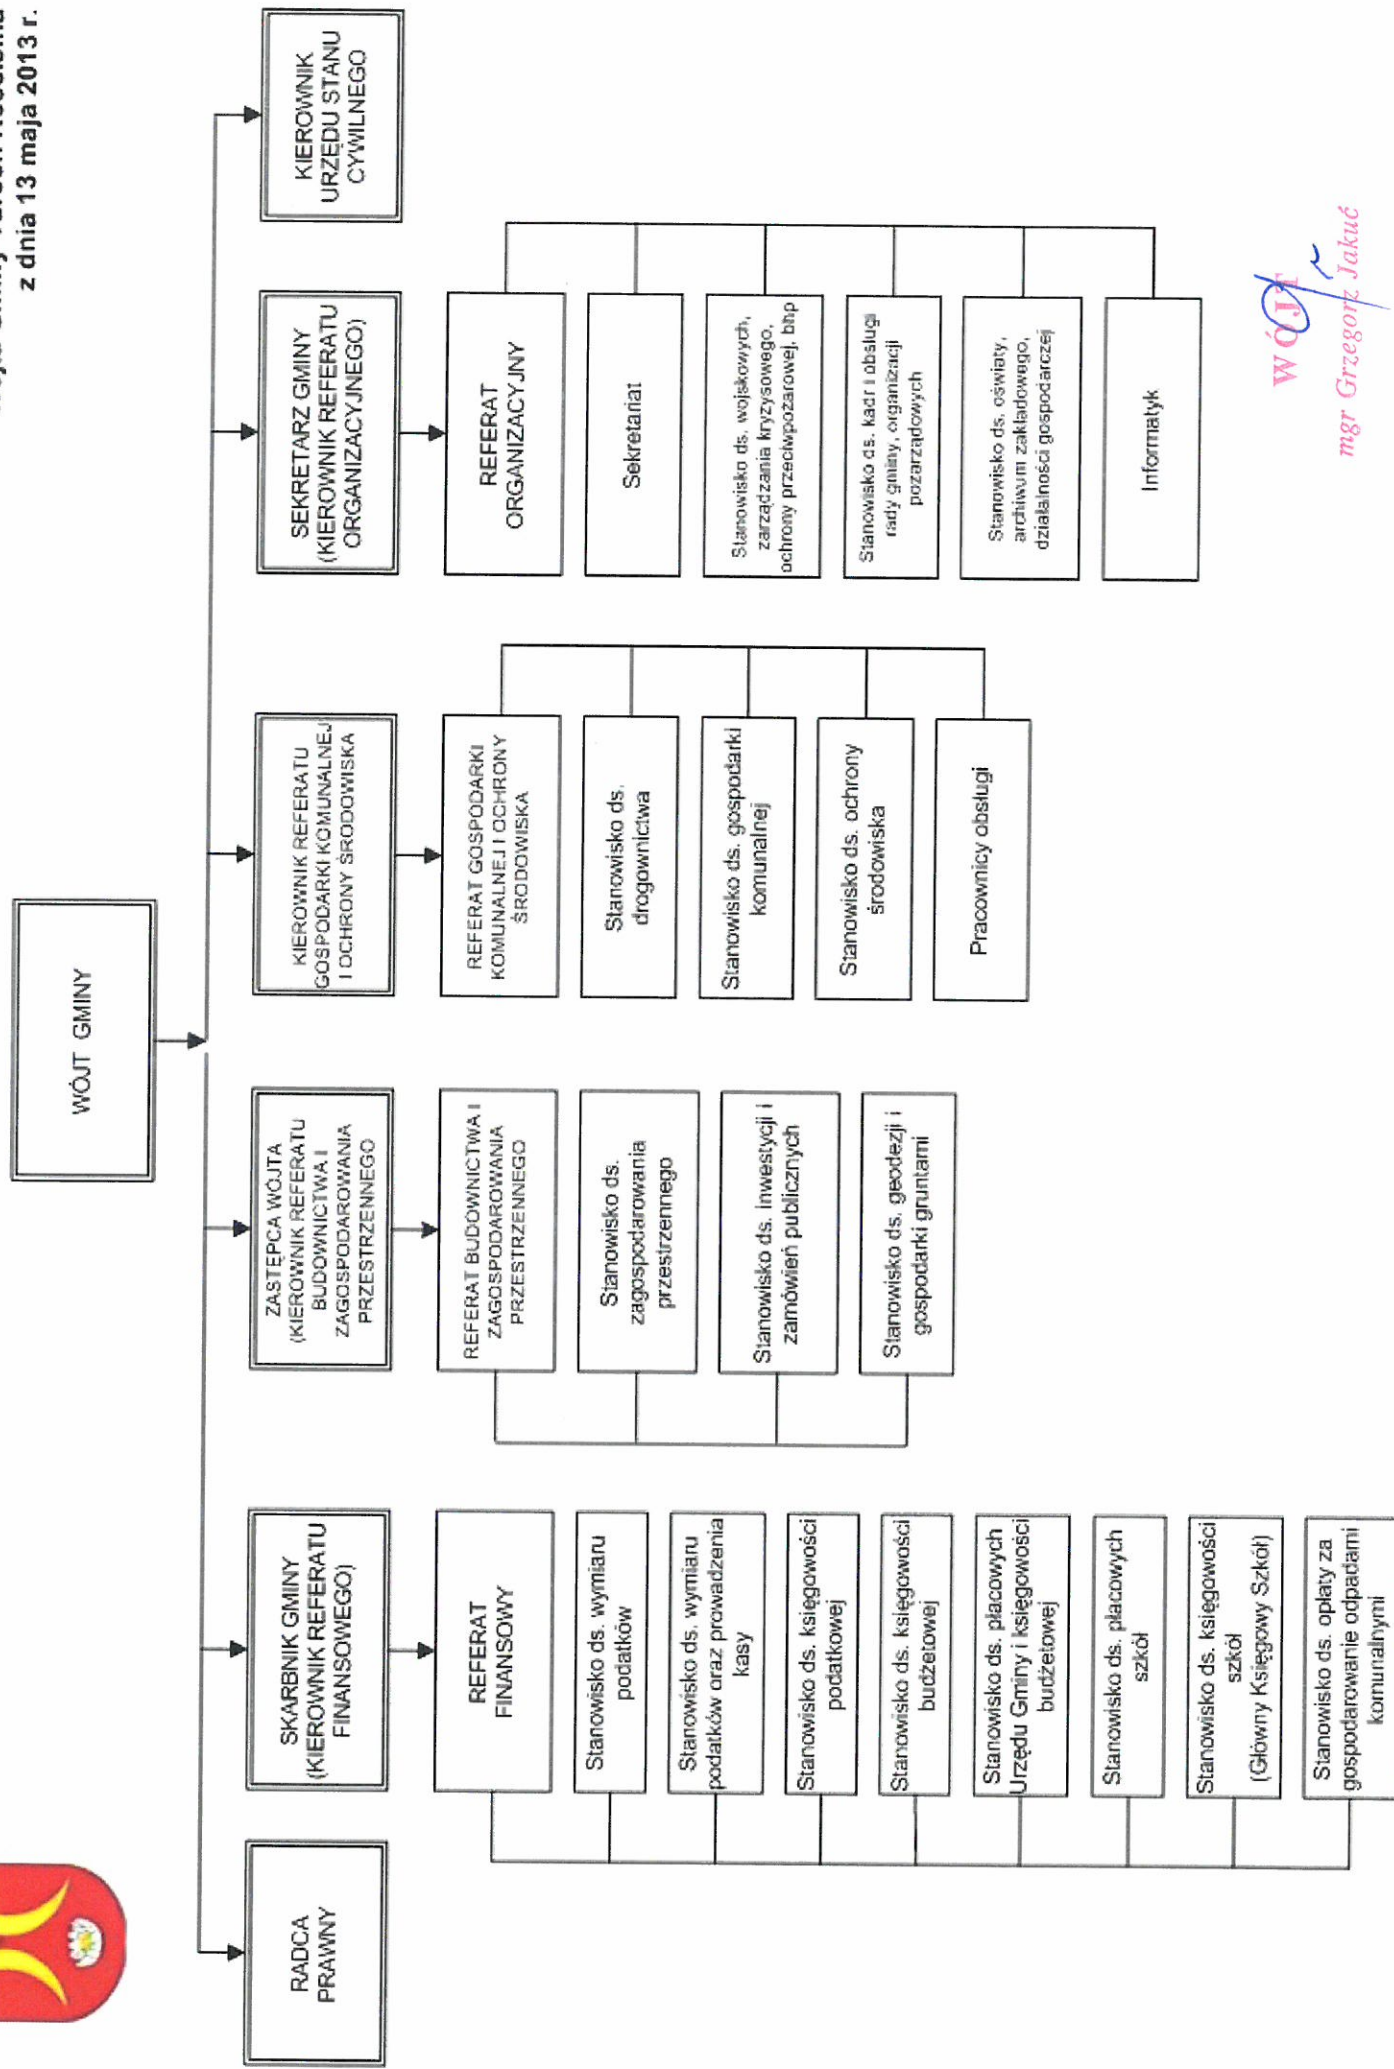 z dnia 13 maja 2013 r.
WÓJT GMINY
RADCA
PRAWNY
SKARBNIK GMINY
(KIEROWNIK REFERATU
FINANSOWEGO)
ZASTĘPCA WÓJTA
(KIEROWNIK REFERATU
BUDOWNICTWA I
ZAGOSPODAROWANIA
PRZESTRZENNEGO
KIEROWNIK REFERATU
GOSPODARKI KOMUNALNEJ
I OCHRONY ŚRODOWISKA
SEKRETARZ GMINY
(KIEROWNIK REFERATU
ORGANIZACYJNEGO)
KIEROWNIK
URZĘDU STANU
CYWILNEGO
REFERAT
FINANSOWY
Stanowisko ds. wymiaru
podatków
Stanowisko ds. wymiaru
podatków oraz prowadzenia
kasy
Stanowisko ds. księgowości
podatkowej
Stanowisko ds. księgowości
budżetowej
Stanowisko ds. płacowych
Urzędu Gminy i księgowości
budżetowej
Stanowisko ds. płacowych
szkół
Stanowisko ds. księgowości
szkół
(Główny Księgowy Szkół)
Stanowisko ds. opłaty za
gospodarowanie odpadami
komunalnymi
REFERAT BUDOWNICTWA I
ZAGOSPODAROWANIA
PRZESTRZENNEGO
Stanowisko ds.
zagospodarowania
przestrzennego
Stanowisko ds. inwestycji i
zamówień publicznych
Stanowisko ds. geodezji i
gospodarki gruntami
REFERAT GOSPODARKI
KOMUNALNEJ I OCHRONY
ŚRODOWISKA
Stanowisko ds.
drogownictwa
Stanowisko ds. gospodarki
komunalnej
Stanowisko ds. ochrony
środowiska
Pracownicy obsługi
REFERAT
ORGANIZACYJNY
Sekretariat
Stanowisko ds. wojskowych,
zarządzania kryzysowego,
ochrony przeciwpożarowej, bhp
Stanowisko ds. kadr i obsługi
rady gminy, organizacji
pozarządowych
Stanowisko ds. oświaty,
archiwum zakładowego,
działalności gospodarczej
Informatyk
WÓJT
mgr Grzegorz Jakuć